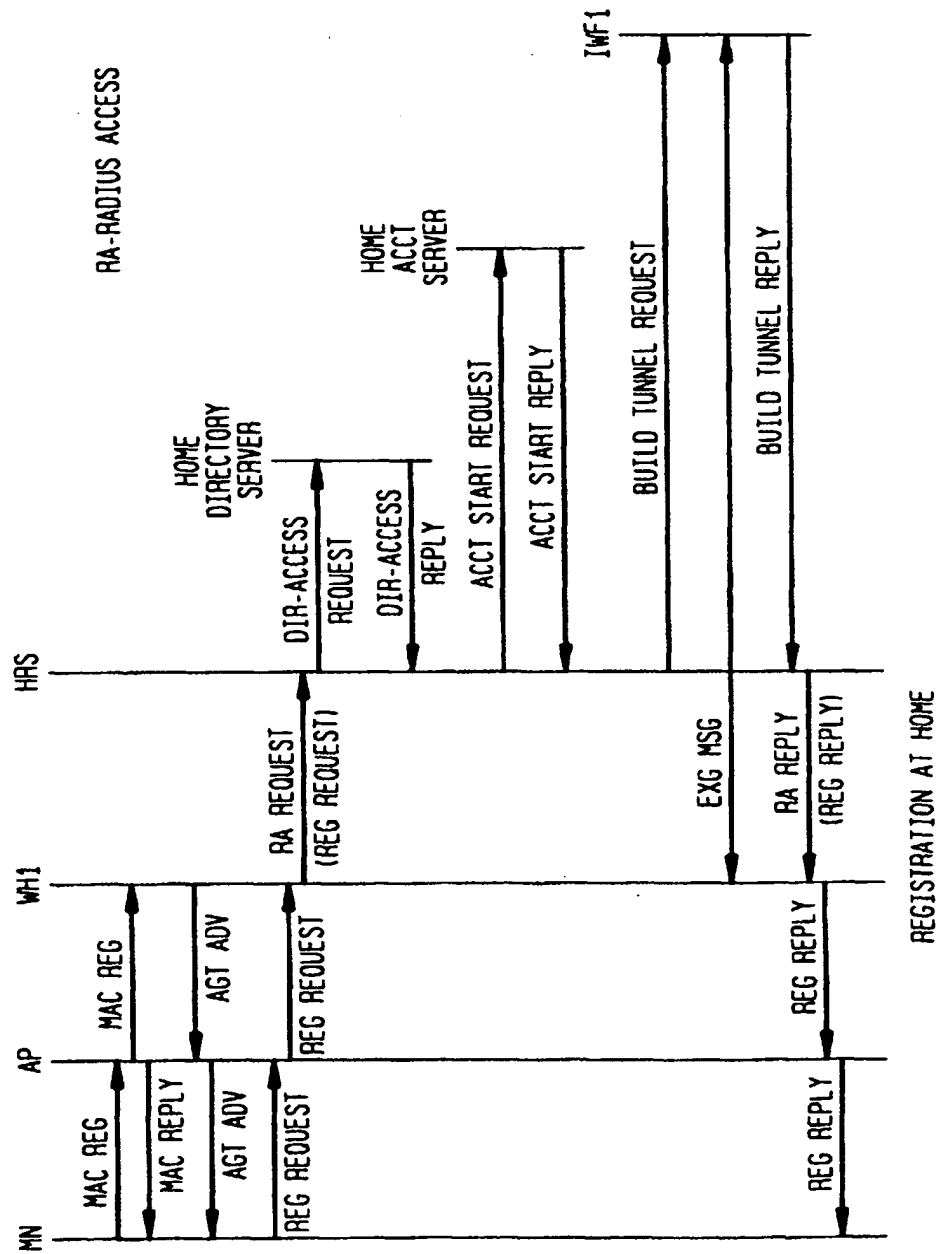 RA-RADIUS ACCESS
MN
AP
WH1
HRS
HOME
DIRECTORY
SERVER
HOME
ACCT
SERVER
IWF1
MAC REG
MAC REG
MAC REPLY
AGT ADV
AGT ADV
REG REQUEST
REG REQUEST
RA REQUEST
(REG REQUEST)
DIR-ACCESS
REQUEST
DIR-ACCESS
REPLY
ACCT START REQUEST
ACCT START REPLY
BUILD TUNNEL REQUEST
EXG MSG
BUILD TUNNEL REPLY
RA REPLY
(REG REPLY)
REG REPLY
REG REPLY
REGISTRATION AT HOME